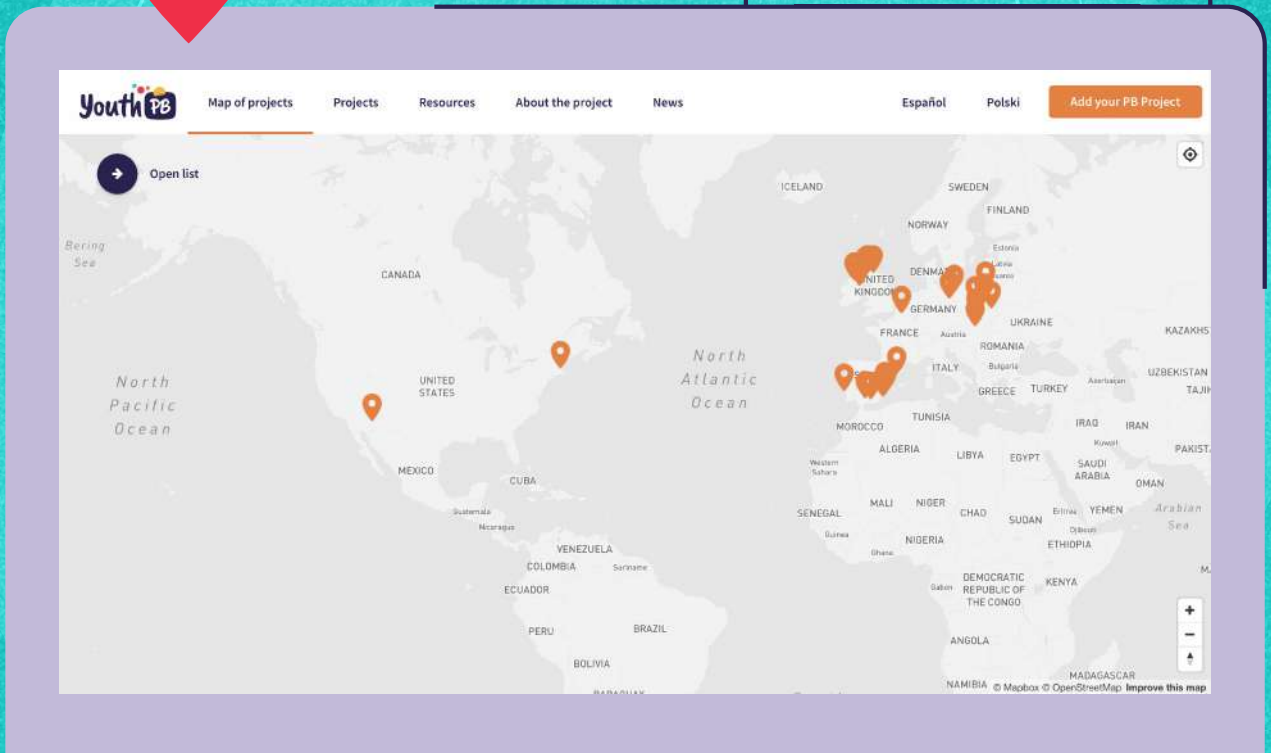 Youth PB
Map of projects
Projects
Resources
About the project
News
Español
Polski
Add your PB Project
Open list
ICELAND
SWEDEN
FINLAND
NORWAY
Bering
Sea
Estonia
Latvia
CANADA
UNITED
KINGDOM
GERMANY
UKRAINE
FRANCE
Austria
ROMANIA
KAZAKHS
North
Atlantic
Ocean
ITALY
Bulgaria
UZBEKISTAN
North
Pacific
Ocean
UNITED
STATES
GREECE
TURKEY
Azerbaijan
TAJIK
TUNISIA
MOROCCO
IRAQ
IRAN
Kuwait
ALGERIA
LIBYA
EGYPT
PAKIST
SAUDI
ARABIA
Western
Sahara
MEXICO
CUBA
OMAN
MALI
NIGER
CHAD
SUDAN
Eritrea
YEMEN
Arabian
Sea
SENEGAL
Guatemala
Nicaragua
Guinea
Ghana
NIGERIA
Djibouti
ETHIOPIA
VENEZUELA
COLOMBIA
Suriname
ECUADOR
Gabon
DEMOCRATIC
REPUBLIC OF
THE CONGO
KENYA
PERU
BRAZIL
ANGOLA
BOLIVIA
MADAGASCAR
NAMIBIA
© Mapbox © OpenStreetMap Improve this map